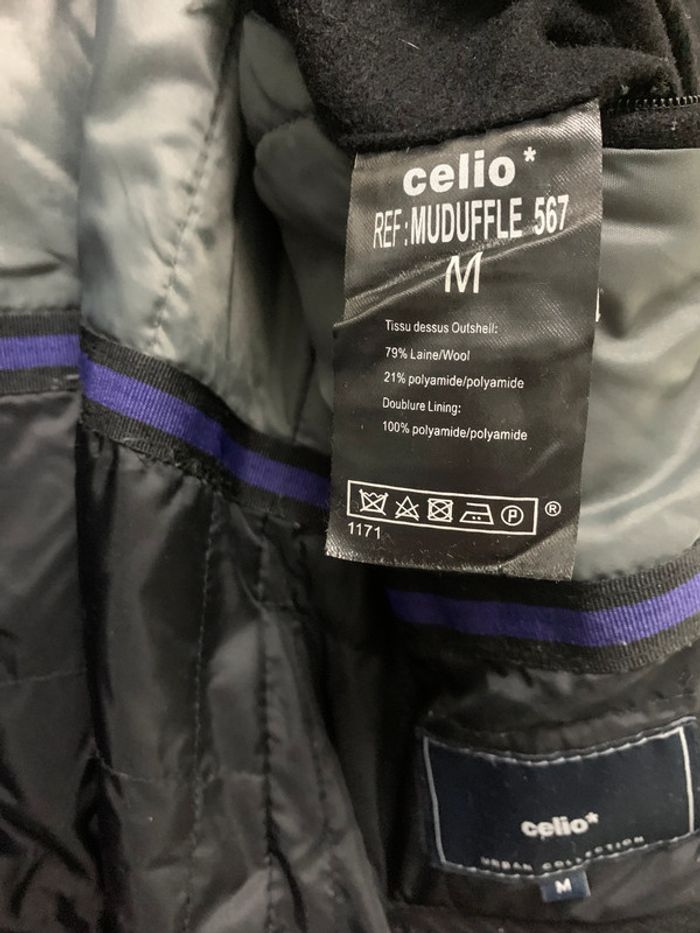 celio*
REF:MUDUFFLE 567
M
Tissu dessus Outshell:
79% Laine/Wool
21% polyamide/polyamide
Doublure Lining:
100% polyamide/polyamide
P
®
1171
celio*
URBAN COLLECTION
M